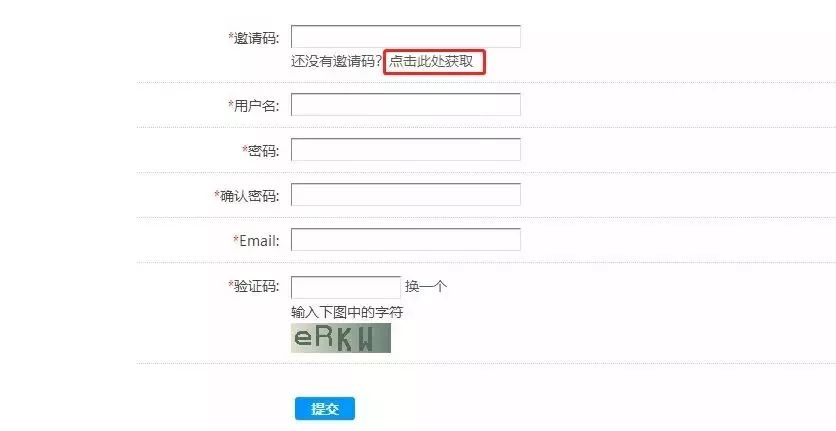 *邀请码:
还没有邀请码? 点击此处获取
*用户名:
*密码:
*确认密码:
*Email:
*验证码: 换一个
输入下图中的字符
eRKW
提交